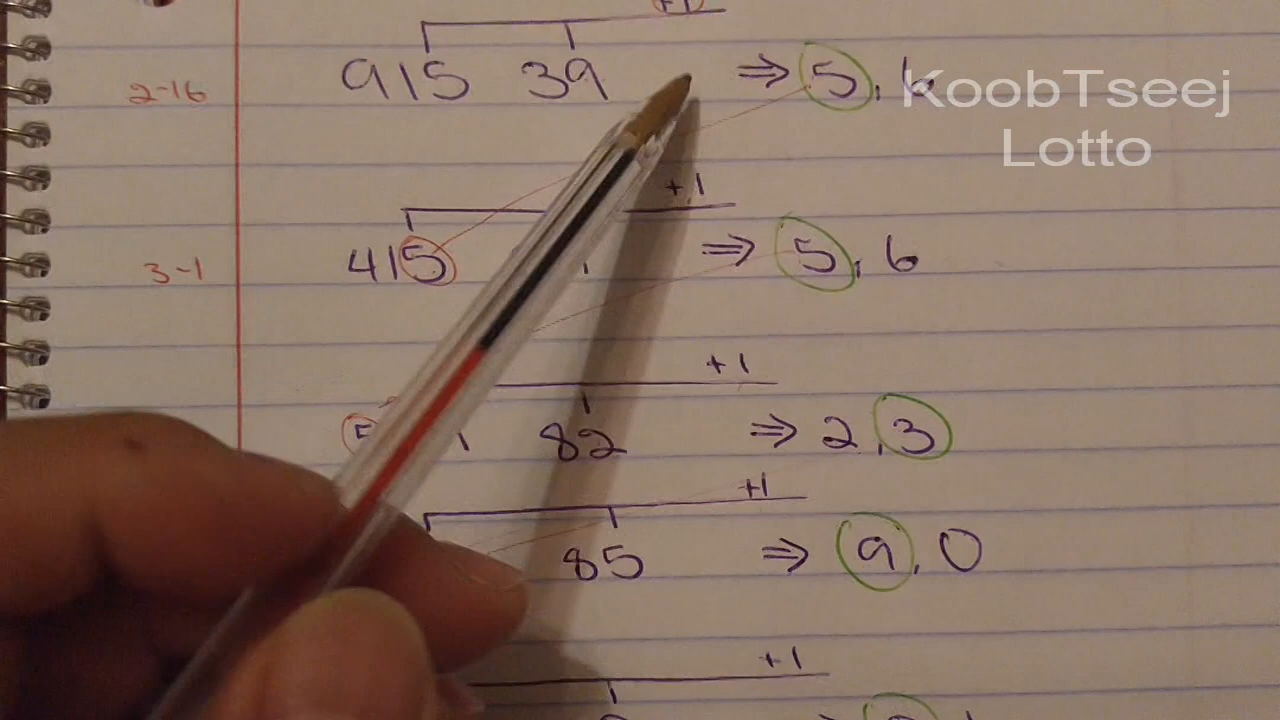 +1
2-16 915 39 ⇒ 5, 6
KoobTseej
Lotto
+1
3-1 415 ⇒ 5, 6
+1
82 ⇒ 2, 3
+1
85 ⇒ 9, 0
+1